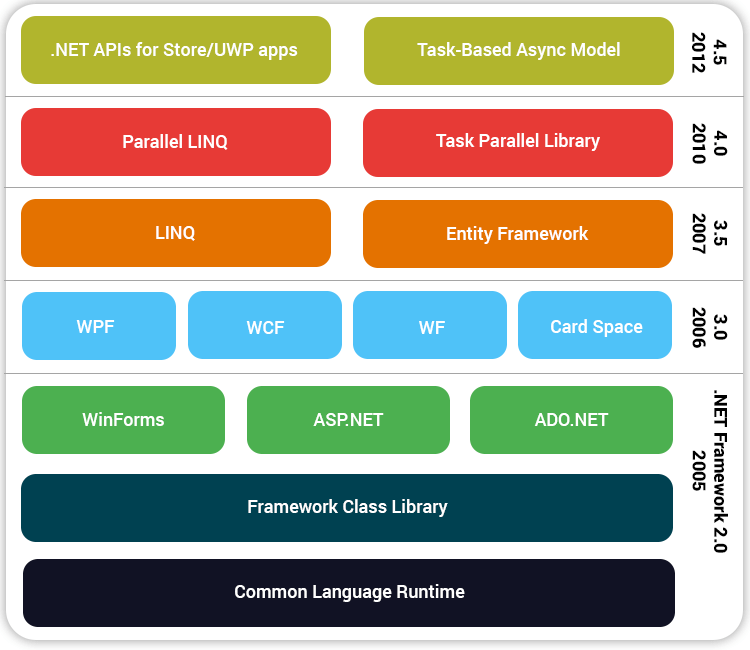 .NET APIs for Store/UWP apps
Task-Based Async Model
4.5
2012
Parallel LINQ
Task Parallel Library
4.0
2010
LINQ
Entity Framework
3.5
2007
WPF
WCF
WF
Card Space
3.0
2006
WinForms
ASP.NET
ADO.NET
.NET Framework 2.0
2005
Framework Class Library
Common Language Runtime